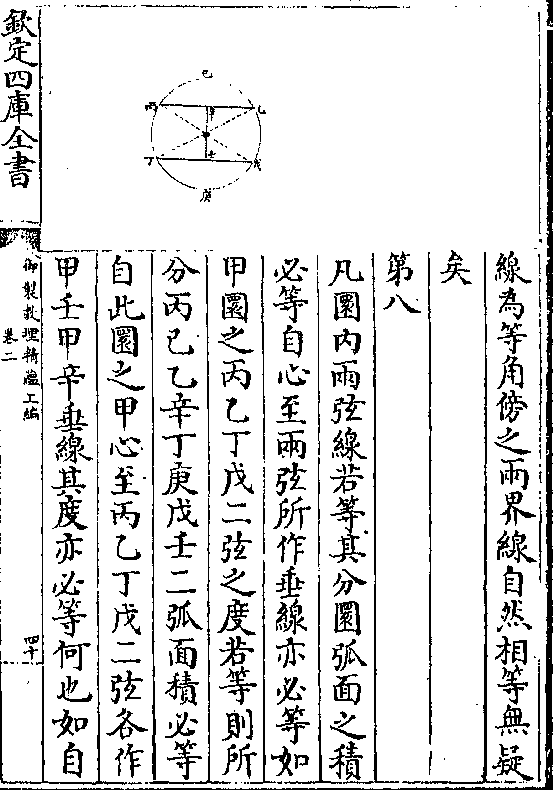 線為等角傍之兩界線自然相等無疑
矣
第八
凡圜内兩弦線若等其分圜弧面之積
必等自心至兩弦所作垂線亦必等如
甲圜之丙乙丁戊二弦之度若等則所
分丙己乙辛丁庚戊壬二弧面積必等
自此圜之甲心至丙乙丁戊二弦各作
甲壬甲辛垂線其度亦必等何也如自
己
丙
乙
丁
戊
庚
欽定四庫全書
御製數理精蘊上編
卷二
四十